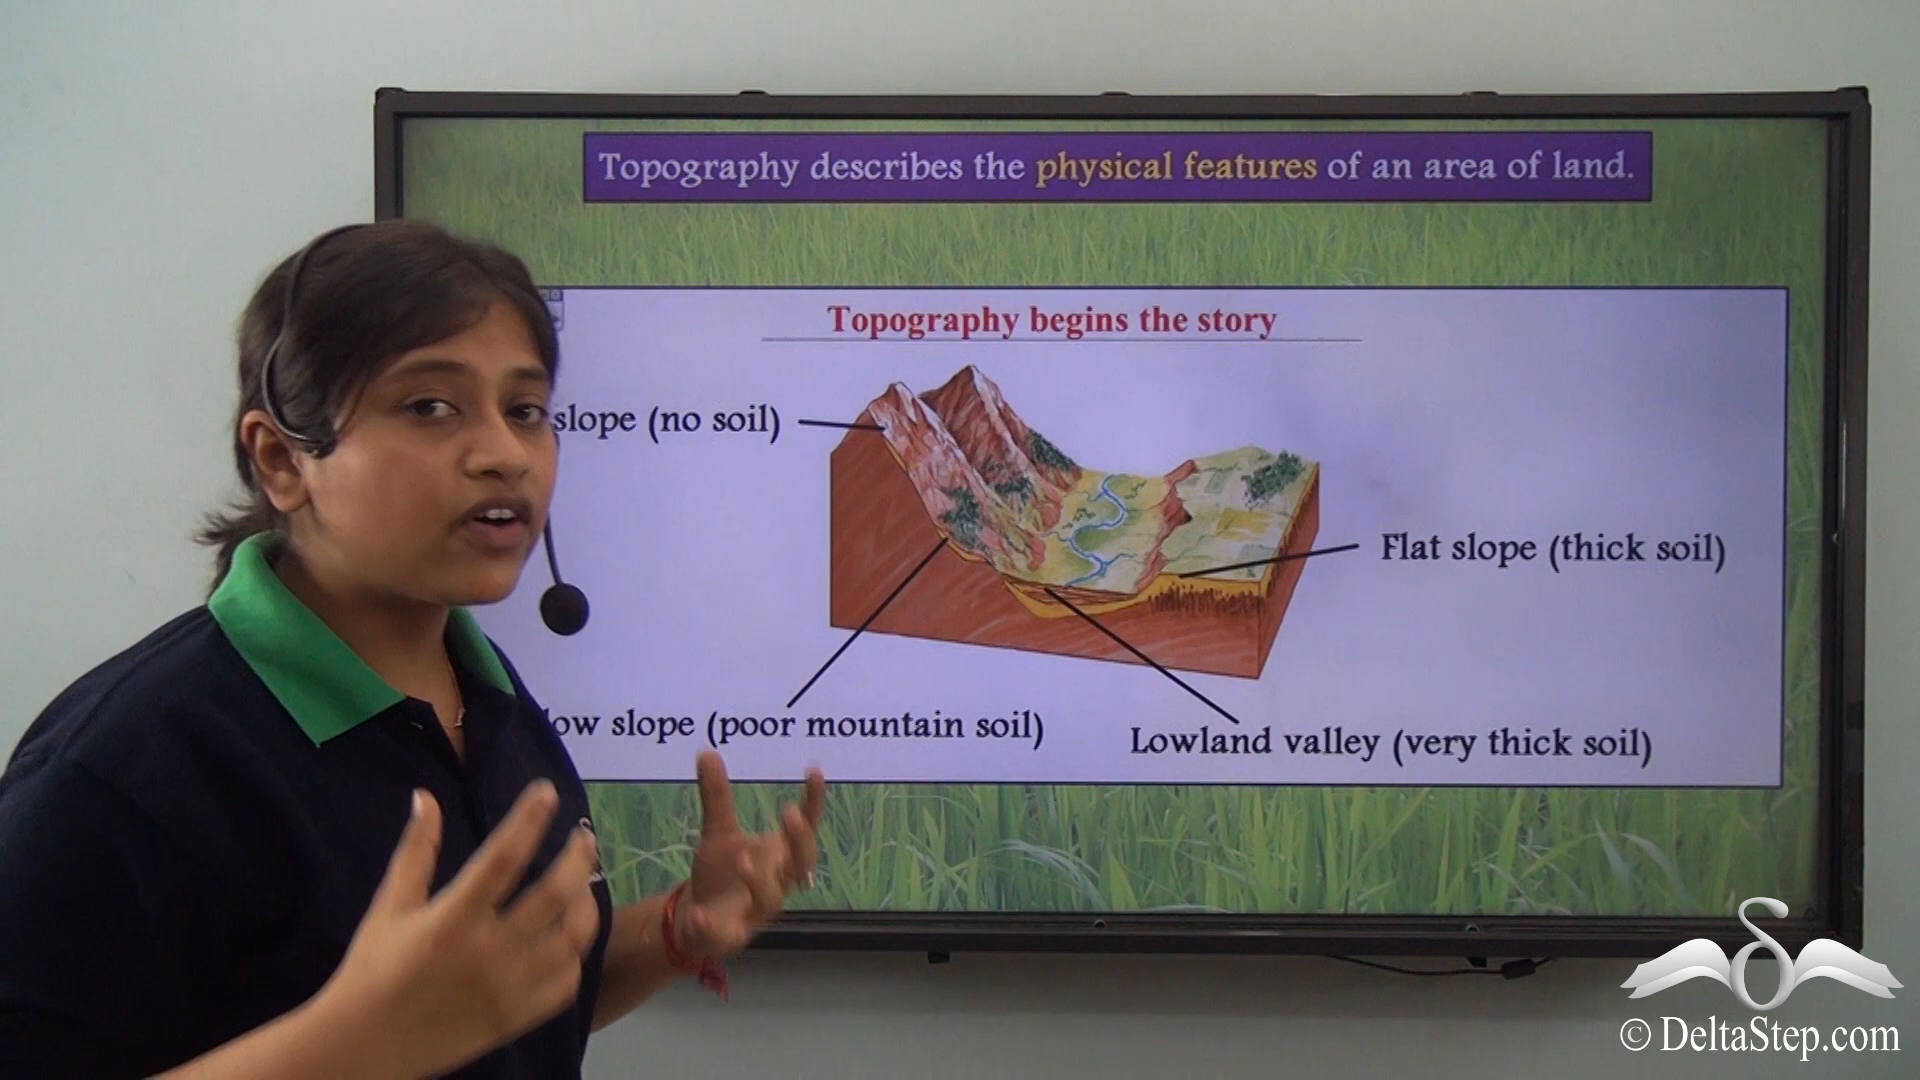 Topography describes the physical features of an area of land.
Topography begins the story
slope (no soil)
Flat slope (thick soil)
slope (poor mountain soil)
Lowland valley (very thick soil)
© DeltaStep.com